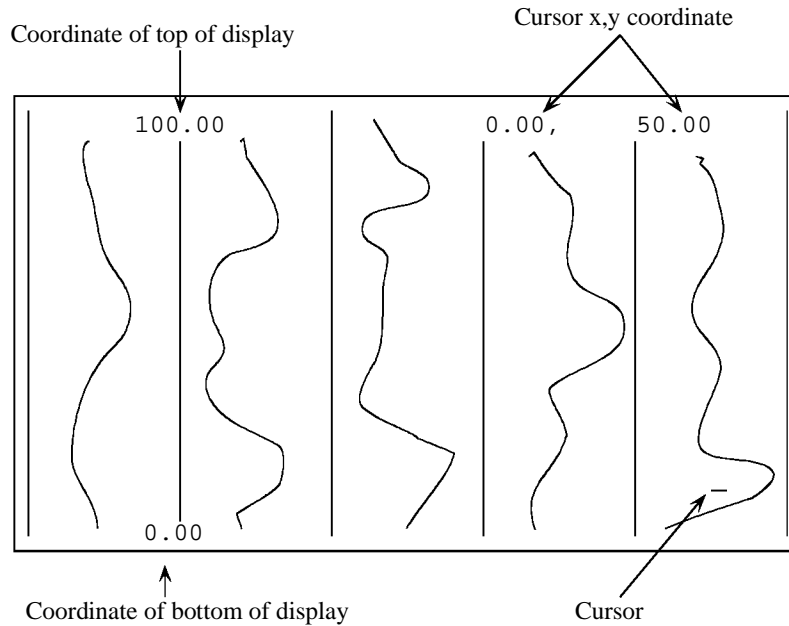 Cursor x,y coordinate
Coordinate of top of display
100.00 0.00, 50.00
0.00
Coordinate of bottom of display Cursor